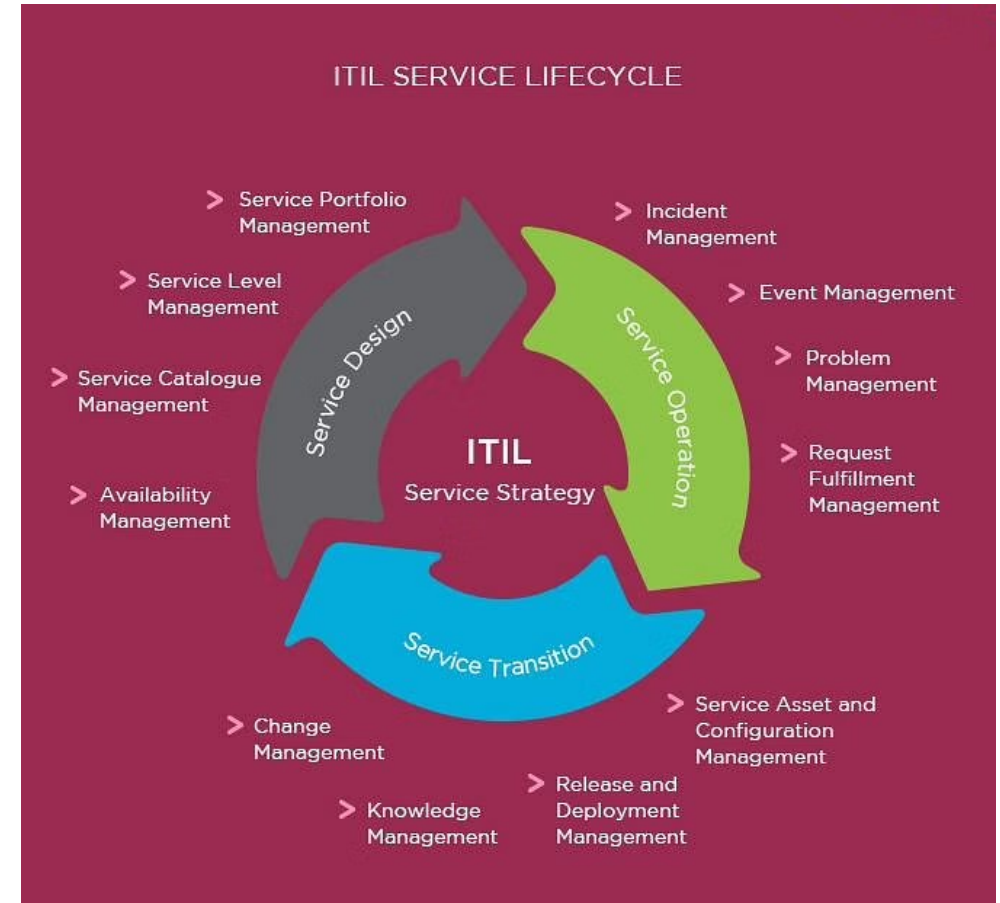 ITIL SERVICE LIFECYCLE
Service Portfolio
Management
Service Level
Management
Service Catalogue
Management
Availability
Management
Service Design
Incident
Management
Event Management
Problem
Management
Request
Fulfillment
Management
Service Operation
ITIL
Service Strategy
Service Transition
Service Asset and
Configuration
Management
Release and
Deployment
Management
Knowledge
Management
Change
Management